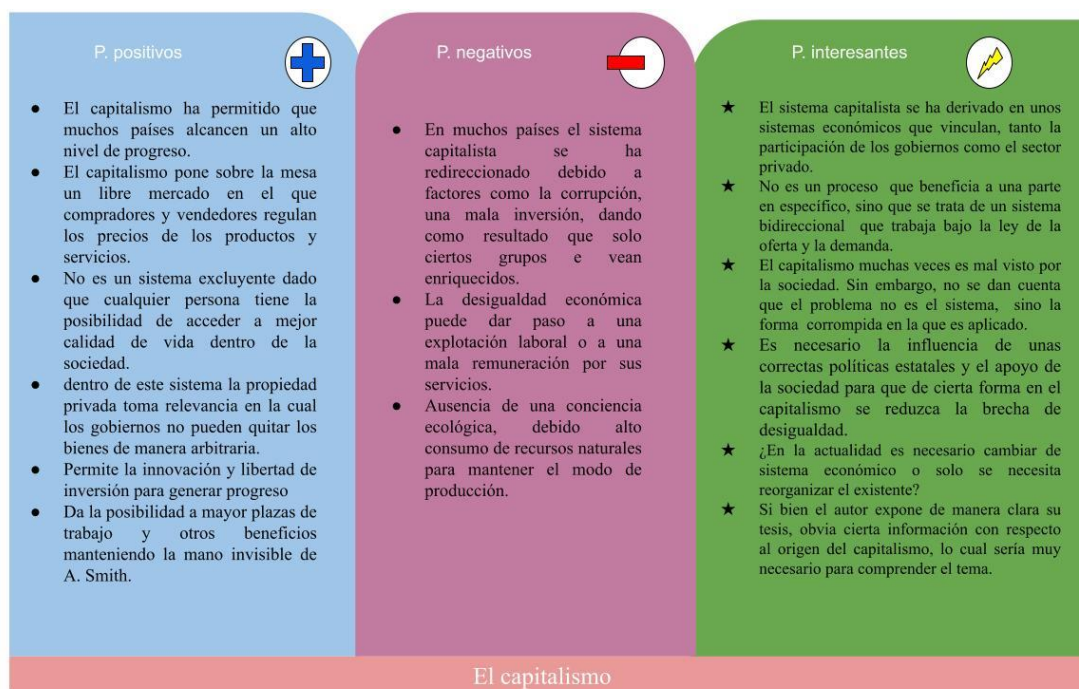 P. positivos
● El capitalismo ha permitido que
muchos países alcancen un alto
nivel de progreso.
● El capitalismo pone sobre la mesa
un libre mercado en el que
compradores y vendedores regulan
los precios de los productos y
servicios.
● No es un sistema excluyente dado
que cualquier persona tiene la
posibilidad de acceder a mejor
calidad de vida dentro de la
sociedad.
● dentro de este sistema la propiedad
privada toma relevancia en la cual
los gobiernos no pueden quitar los
bienes de manera arbitraria.
● Permite la innovación y libertad de
inversión para generar progreso
● Da la posibilidad a mayor plazas de
trabajo y otros beneficios
manteniendo la mano invisible de
A. Smith.
P. negativos
● En muchos países el sistema
capitalista se ha
redireccionado debido a
factores como la corrupción,
una mala inversión, dando
como resultado que solo
ciertos grupos e vean
enriquecidos.
● La desigualdad económica
puede dar paso a una
explotación laboral o a una
mala remuneración por sus
servicios.
● Ausencia de una conciencia
ecológica, debido alto
consumo de recursos naturales
para mantener el modo de
producción.
P. interesantes
★ El sistema capitalista se ha derivado en unos
sistemas económicos que vinculan, tanto la
participación de los gobiernos como el sector
privado.
★ No es un proceso que beneficia a una parte
en específico, sino que se trata de un sistema
bidireccional que trabaja bajo la ley de la
oferta y la demanda.
★ El capitalismo muchas veces es mal visto por
la sociedad. Sin embargo, no se dan cuenta
que el problema no es el sistema, sino la
forma corrompida en la que es aplicado.
★ Es necesario la influencia de unas
correctas políticas estatales y el apoyo de
la sociedad para que de cierta forma en el
capitalismo se reduzca la brecha de
desigualdad.
★ ¿En la actualidad es necesario cambiar de
sistema económico o solo se necesita
reorganizar el existente?
★ Si bien el autor expone de manera clara su
tesis, obvia cierta información con respecto
al origen del capitalismo, lo cual sería muy
necesario para comprender el tema.
El capitalismo